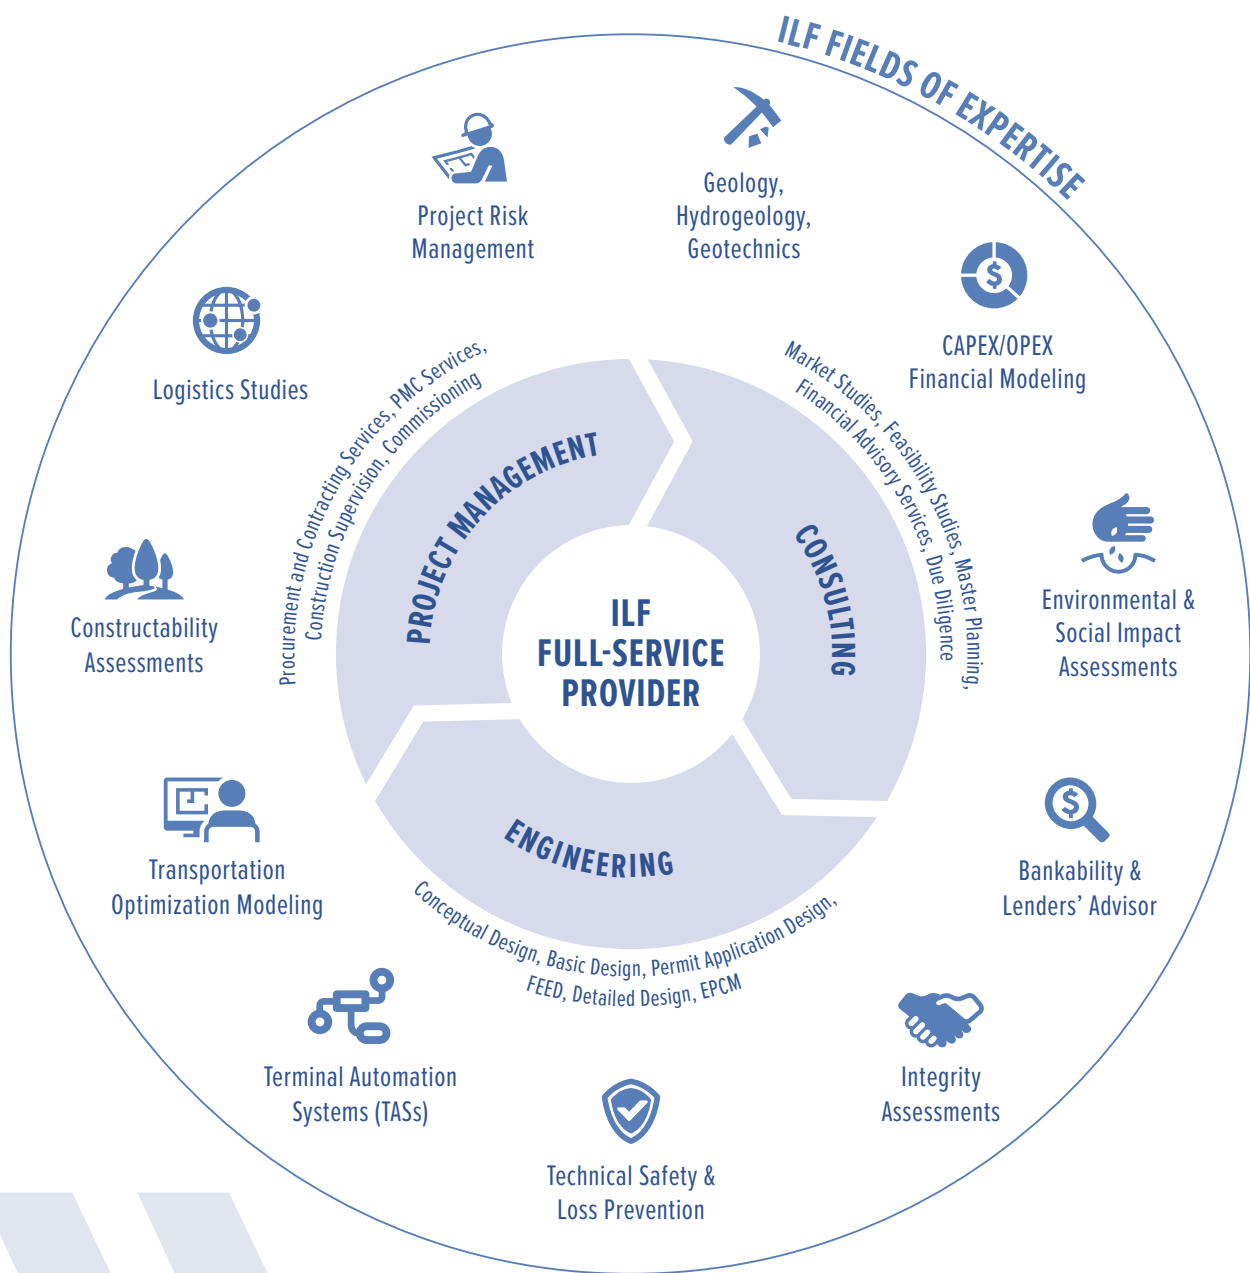 ILF FIELDS OF EXPERTISE
Geology,
Hydrogeology,
Geotechnics
CAPEX/OPEX
Financial Modeling
Environmental &
Social Impact
Assessments
Bankability &
Lenders’ Advisor
Integrity
Assessments
Technical Safety &
Loss Prevention
Terminal Automation
Systems (TASs)
Transportation
Optimization Modeling
Constructability
Assessments
Logistics Studies
Project Risk
Management
Procurement and Contracting Services, PMC Services,
Construction Supervision, Commissioning
PROJECT MANAGEMENT
Market Studies, Feasibility Studies, Master Planning,
Financial Advisory Services, Due Diligence
CONSULTING
ENGINEERING
Conceptual Design, Basic Design, Permit Application Design,
FEED, Detailed Design, EPCM
ILF
FULL-SERVICE
PROVIDER